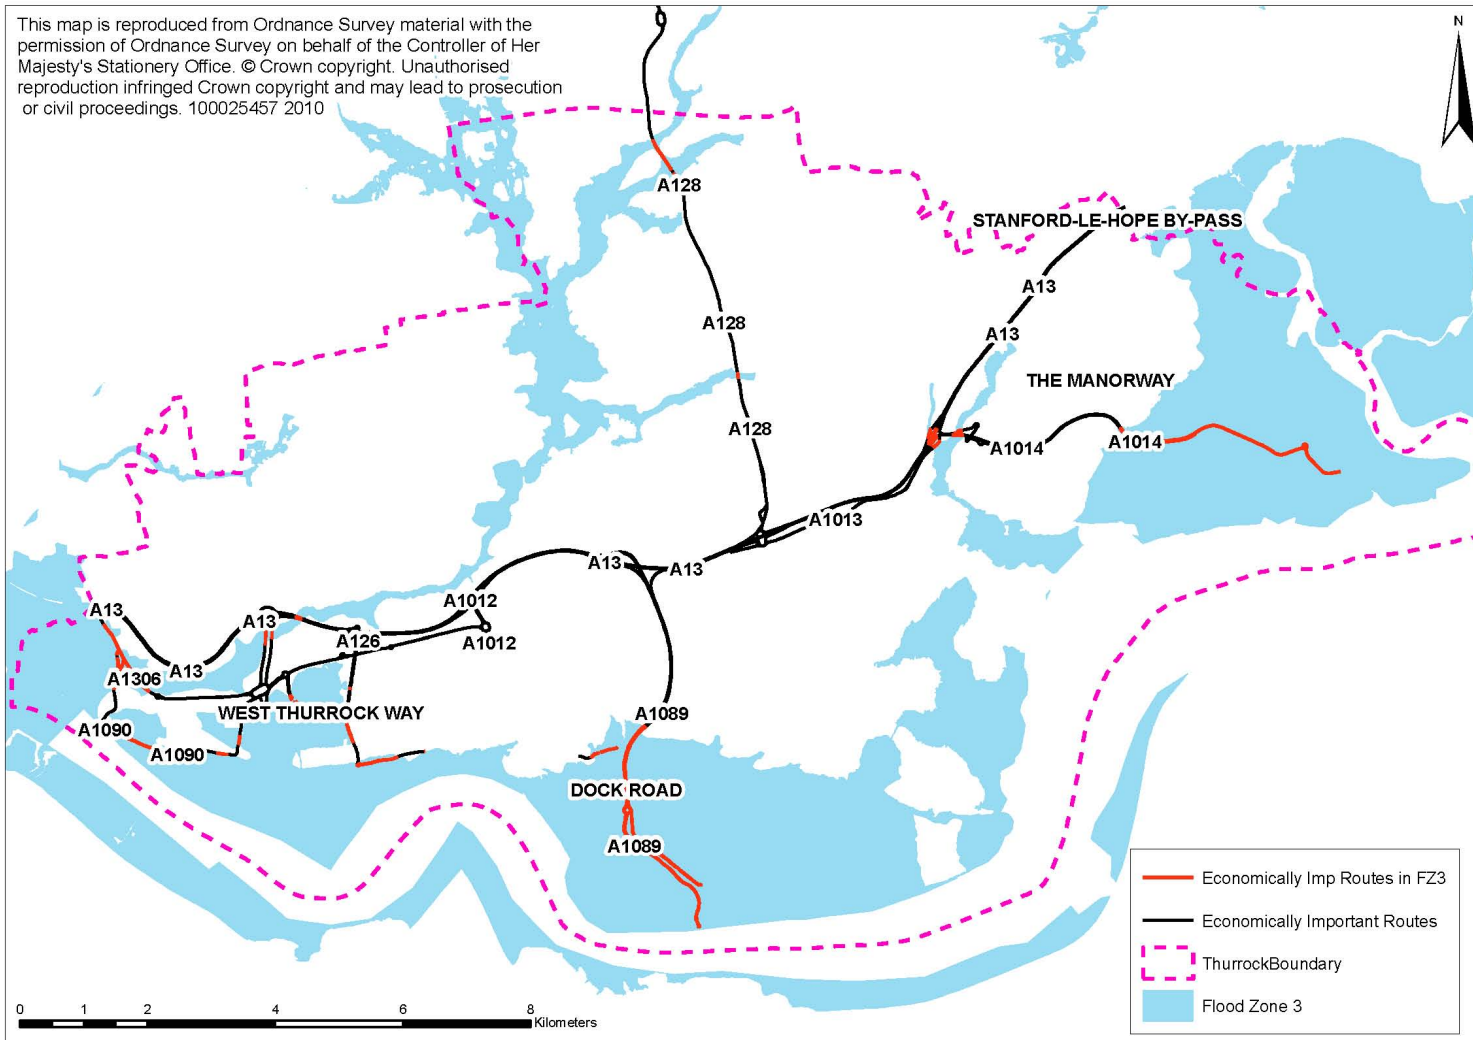 This map is reproduced from Ordnance Survey material with the
permission of Ordnance Survey on behalf of the Controller of Her
Majesty's Stationery Office. © Crown copyright. Unauthorised
reproduction infringed Crown copyright and may lead to prosecution
or civil proceedings. 100025457 2010
N
A128
STANFORD-LE-HOPE BY-PASS
A13
A128
A13
THE MANORWAY
A128
A1014
A1014
A1013
A13
A13
A1012
A13
A13
A126
A1012
A13
A1306
WEST THURROCK WAY
A1089
A1090
A1090
DOCK ROAD
A1089
Economically Imp Routes in FZ3
Economically Important Routes
ThurrockBoundary
Flood Zone 3
0 1 2 4 6 8
Kilometers